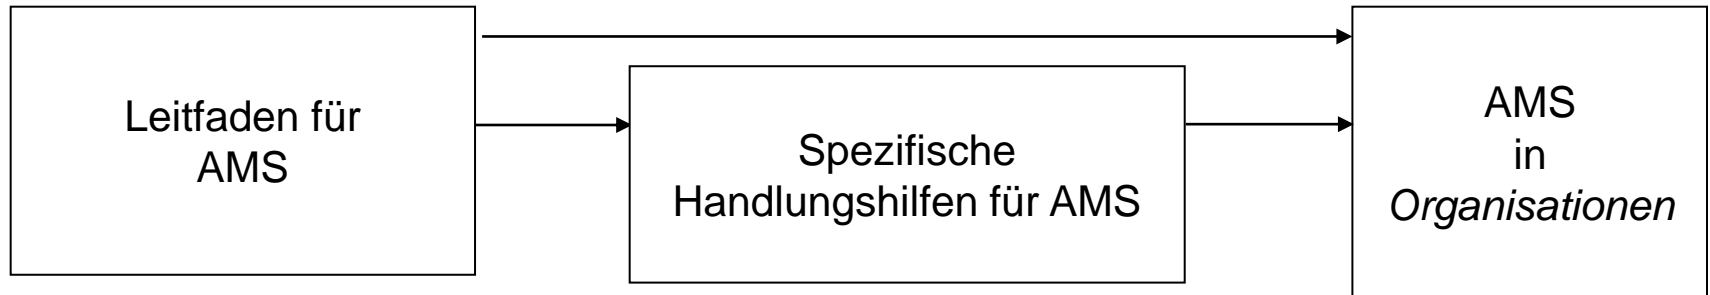 Leitfaden für
AMS
Spezifische
Handlungshilfen für AMS
AMS
in
Organisationen